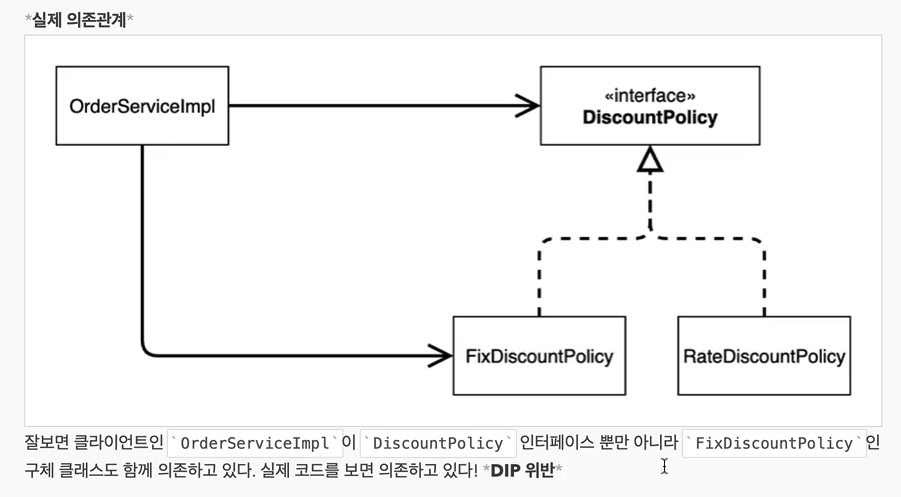 *실제 의존관계*
OrderServiceImpl
«interface»
DiscountPolicy
FixDiscountPolicy
RateDiscountPolicy
잘보면 클라이언트인 `OrderServiceImpl`이 `DiscountPolicy` 인터페이스 뿐만 아니라 `FixDiscountPolicy`인
구체 클래스도 함께 의존하고 있다. 실제 코드를 보면 의존하고 있다! *DIP 위반*